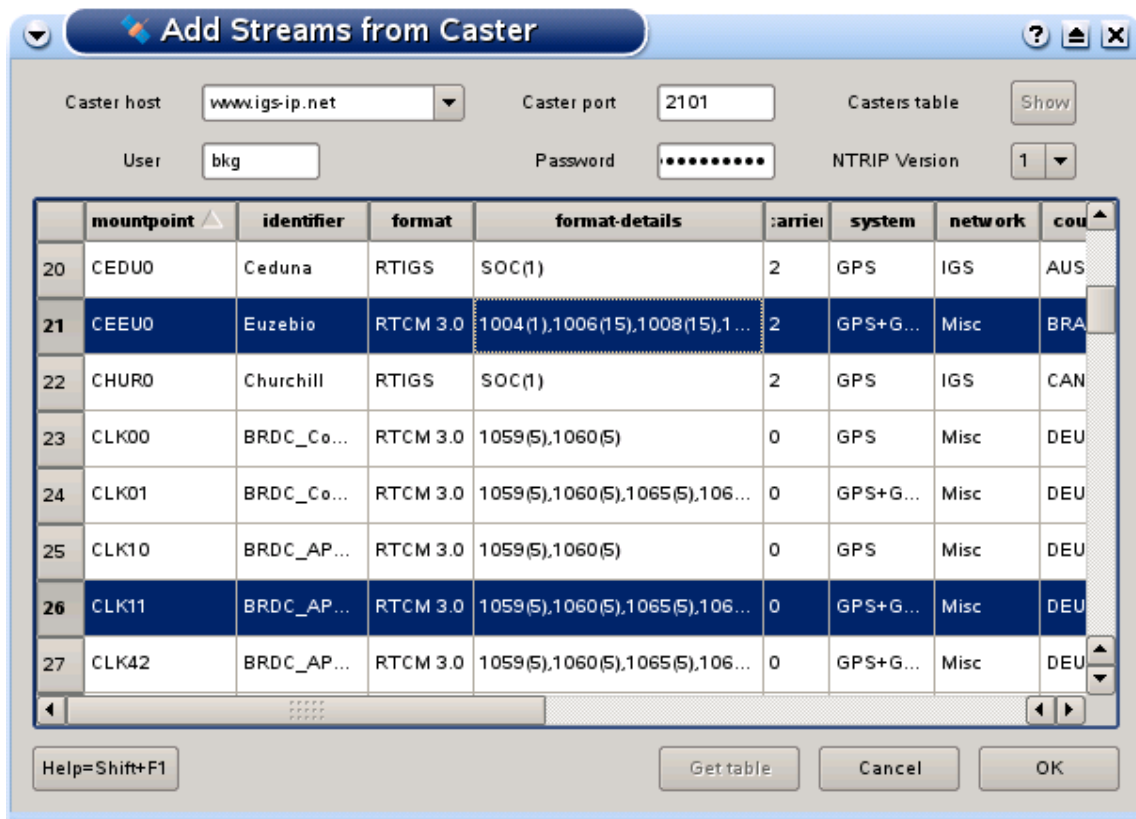 Add Streams from Caster
Caster host www.igs-ip.net Caster port 2101 Casters table Show
User bkg Password •••••••••• NTRIP Version 1
mountpoint identifier format format-details carrier system network cou
20 CEDU0 Ceduna RTIGS SOC(1) 2 GPS IGS AUS
21 CEEU0 Euzebio RTCM 3.0 1004(1),1006(15),1008(15),1... 2 GPS+G... Misc BRA
22 CHUR0 Churchill RTIGS SOC(1) 2 GPS IGS CAN
23 CLK00 BRDC_Co... RTCM 3.0 1059(5),1060(5) 0 GPS Misc DEU
24 CLK01 BRDC_Co... RTCM 3.0 1059(5),1060(5),1065(5),106... 0 GPS+G... Misc DEU
25 CLK10 BRDC_AP... RTCM 3.0 1059(5),1060(5) 0 GPS Misc DEU
26 CLK11 BRDC_AP... RTCM 3.0 1059(5),1060(5),1065(5),106... 0 GPS+G... Misc DEU
27 CLK42 BRDC_AP... RTCM 3.0 1059(5),1060(5),1065(5),106... 0 GPS+G... Misc DEU
Help=Shift+F1 Get table Cancel OK